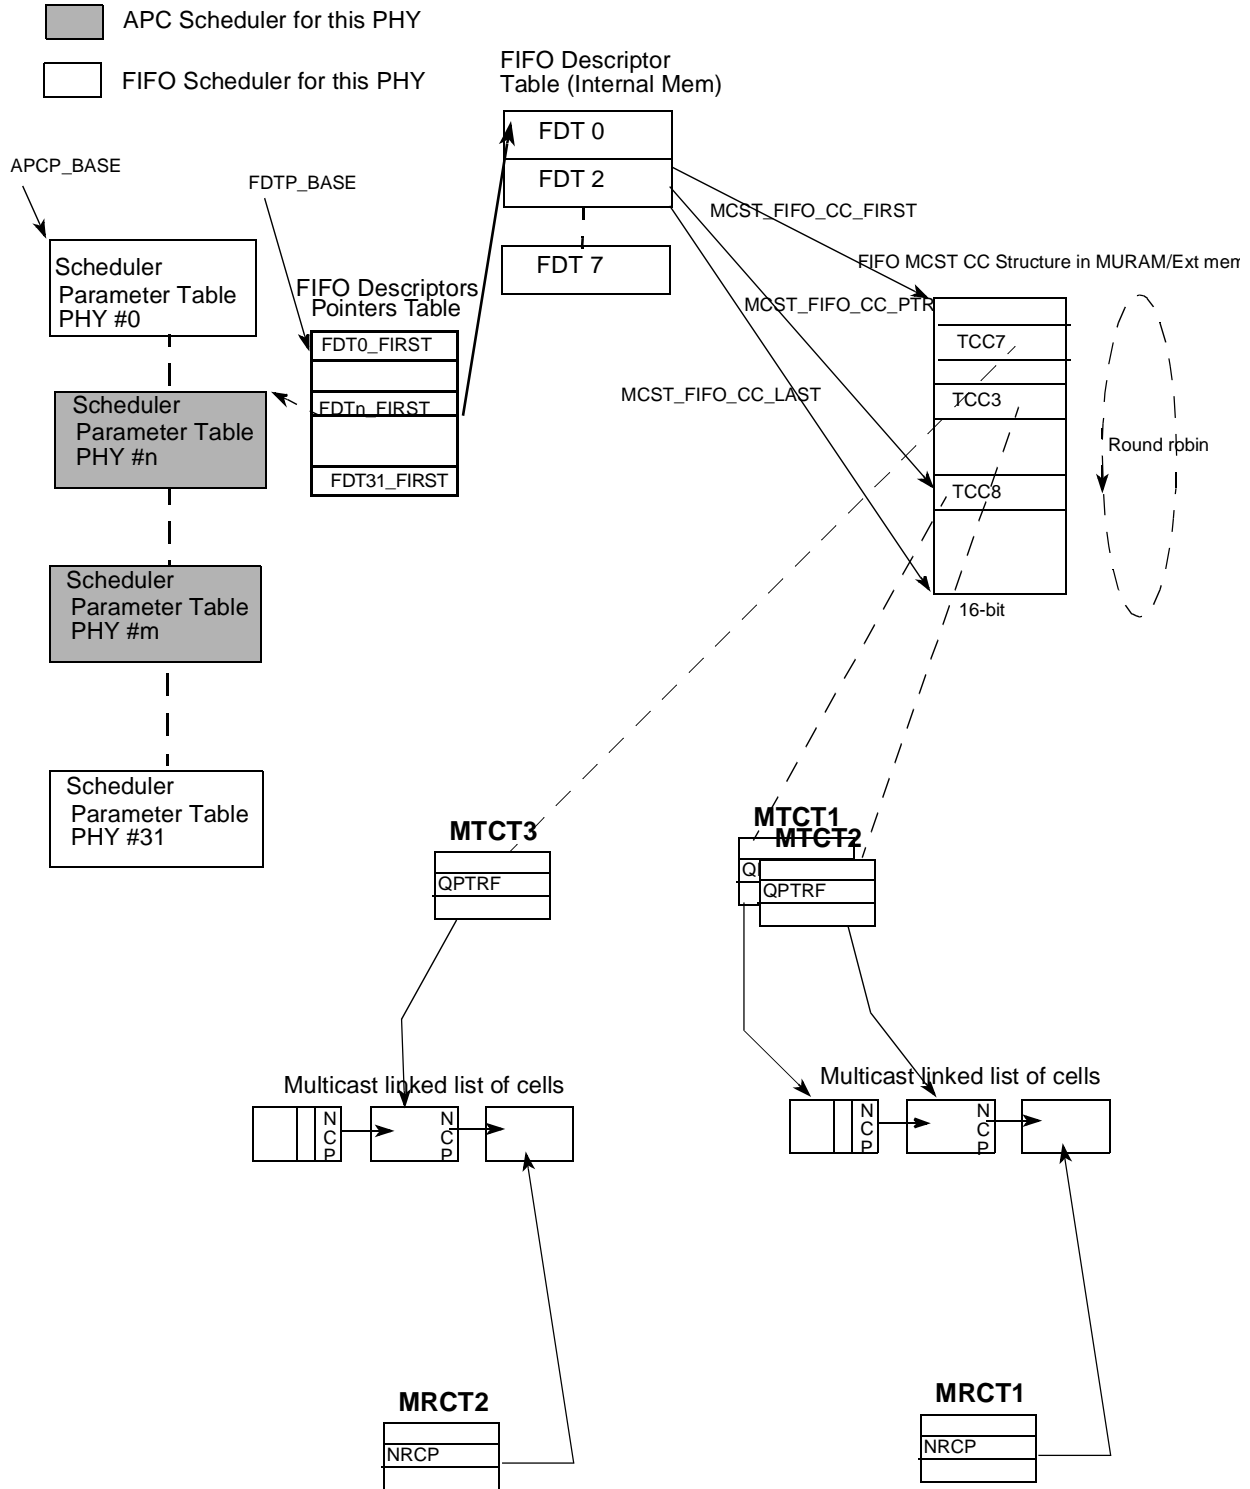 APC Scheduler for this PHY
FIFO Scheduler for this PHY
FIFO Descriptor
Table (Internal Mem)
FDT 0
FDT 2
FDT 7
APCP_BASE
FDTP_BASE
MCST_FIFO_CC_FIRST
Scheduler
Parameter Table
PHY #0
FIFO Descriptors
Pointers Table
FDT0_FIRST
FDTn_FIRST
FDT31_FIRST
FIFO MCST CC Structure in MURAM/Ext mem
MCST_FIFO_CC_PTR
MCST_FIFO_CC_LAST
TCC7
TCC3
TCC8
16-bit
Round robin
Scheduler
Parameter Table
PHY #n
Scheduler
Parameter Table
PHY #m
Scheduler
Parameter Table
PHY #31
MTCT3
QPTRF
MTCT1
MTCT2
QPTRF
Multicast linked list of cells
NCP
NCP
Multicast linked list of cells
NCP
NCP
MRCT2
NRCP
MRCT1
NRCP